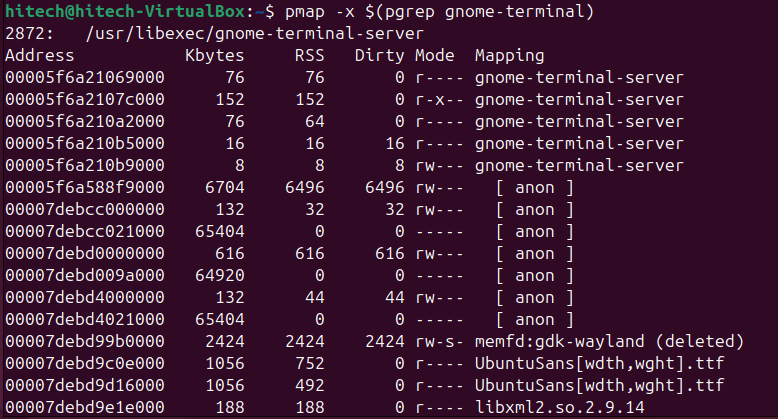 hitech@hitech-VirtualBox:~$ pmap -x $(pgrep gnome-terminal)
2872:   /usr/libexec/gnome-terminal-server
Address           Kbytes     RSS   Dirty Mode  Mapping
00005f6a21069000      76      76       0 r---- gnome-terminal-server
00005f6a2107c000     152     152       0 r-x-- gnome-terminal-server
00005f6a210a2000      76      64       0 r---- gnome-terminal-server
00005f6a210b5000      16      16      16 r---- gnome-terminal-server
00005f6a210b9000       8       8       8 rw--- gnome-terminal-server
00005f6a588f9000    6704    6496    6496 rw---   [ anon ]
00007debcc000000     132      32      32 rw---   [ anon ]
00007debcc021000   65404       0       0 -----   [ anon ]
00007debd0000000     616     616     616 rw---   [ anon ]
00007debd009a000   64920       0       0 -----   [ anon ]
00007debd4000000     132      44      44 rw---   [ anon ]
00007debd4021000   65404       0       0 -----   [ anon ]
00007debd99b0000    2424    2424    2424 rw-s- memfd:gdk-wayland (deleted)
00007debd9c0e000    1056     752       0 r---- UbuntuSans[wdth,wght].ttf
00007debd9d16000    1056     492       0 r---- UbuntuSans[wdth,wght].ttf
00007debd9e1e000     188     188       0 r---- libxml2.so.2.9.14